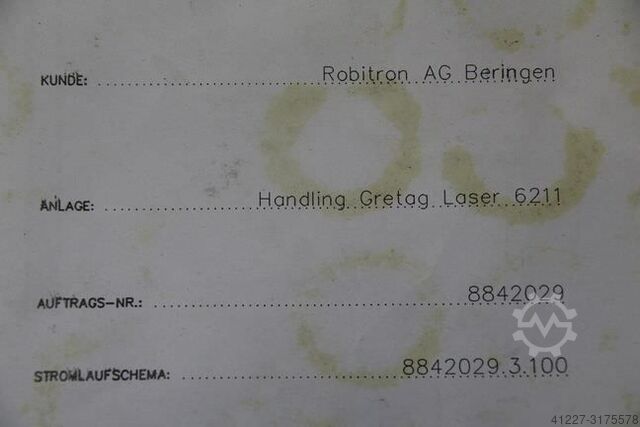 KUNDE: Robitron AG Beringen
ANLAGE: Handling Gretag Laser 6211
AUFTRAGS-NR.: 8842029
STROMLAUFSCHEMA: 8842029.3.100
41227-3175578